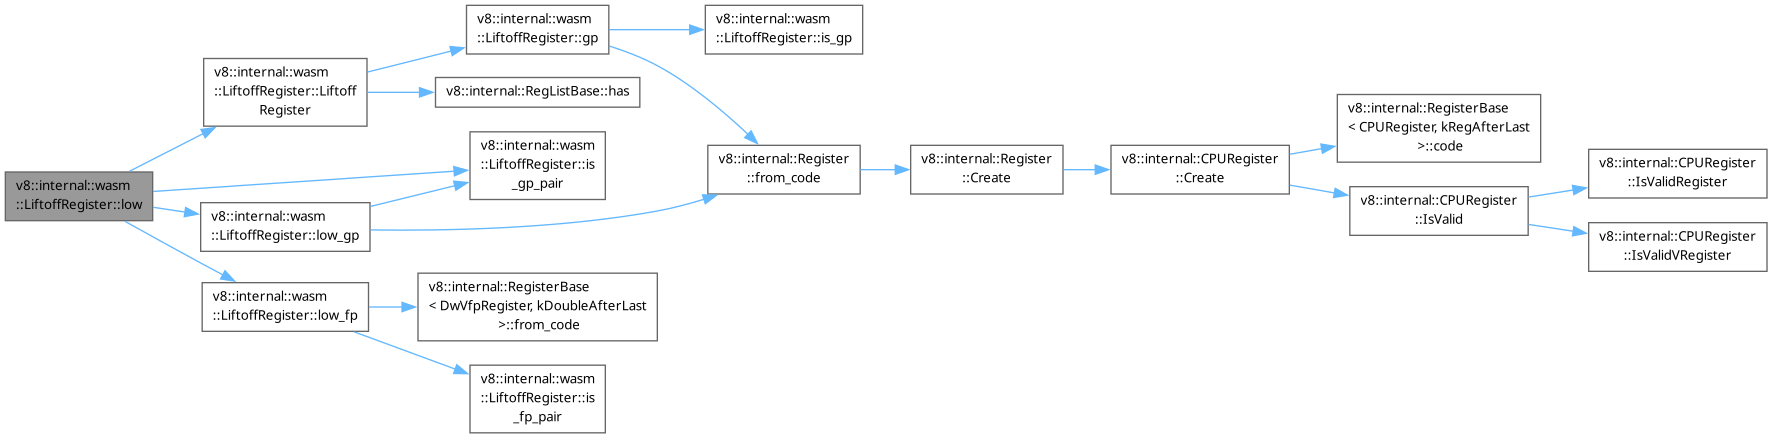 v8::internal::wasm
::LiftoffRegister::low
v8::internal::wasm
::LiftoffRegister::Liftoff
Register
v8::internal::wasm
::LiftoffRegister::gp
v8::internal::wasm
::LiftoffRegister::is_gp
v8::internal::RegListBase::has
v8::internal::wasm
::LiftoffRegister::is
_gp_pair
v8::internal::wasm
::LiftoffRegister::low_gp
v8::internal::wasm
::LiftoffRegister::low_fp
v8::internal::RegisterBase
< DwVfpRegister, kDoubleAfterLast
>::from_code
v8::internal::wasm
::LiftoffRegister::is
_fp_pair
v8::internal::Register
::from_code
v8::internal::Register
::Create
v8::internal::CPURegister
::Create
v8::internal::RegisterBase
< CPURegister, kRegAfterLast
>::code
v8::internal::CPURegister
::IsValid
v8::internal::CPURegister
::IsValidRegister
v8::internal::CPURegister
::IsValidVRegister